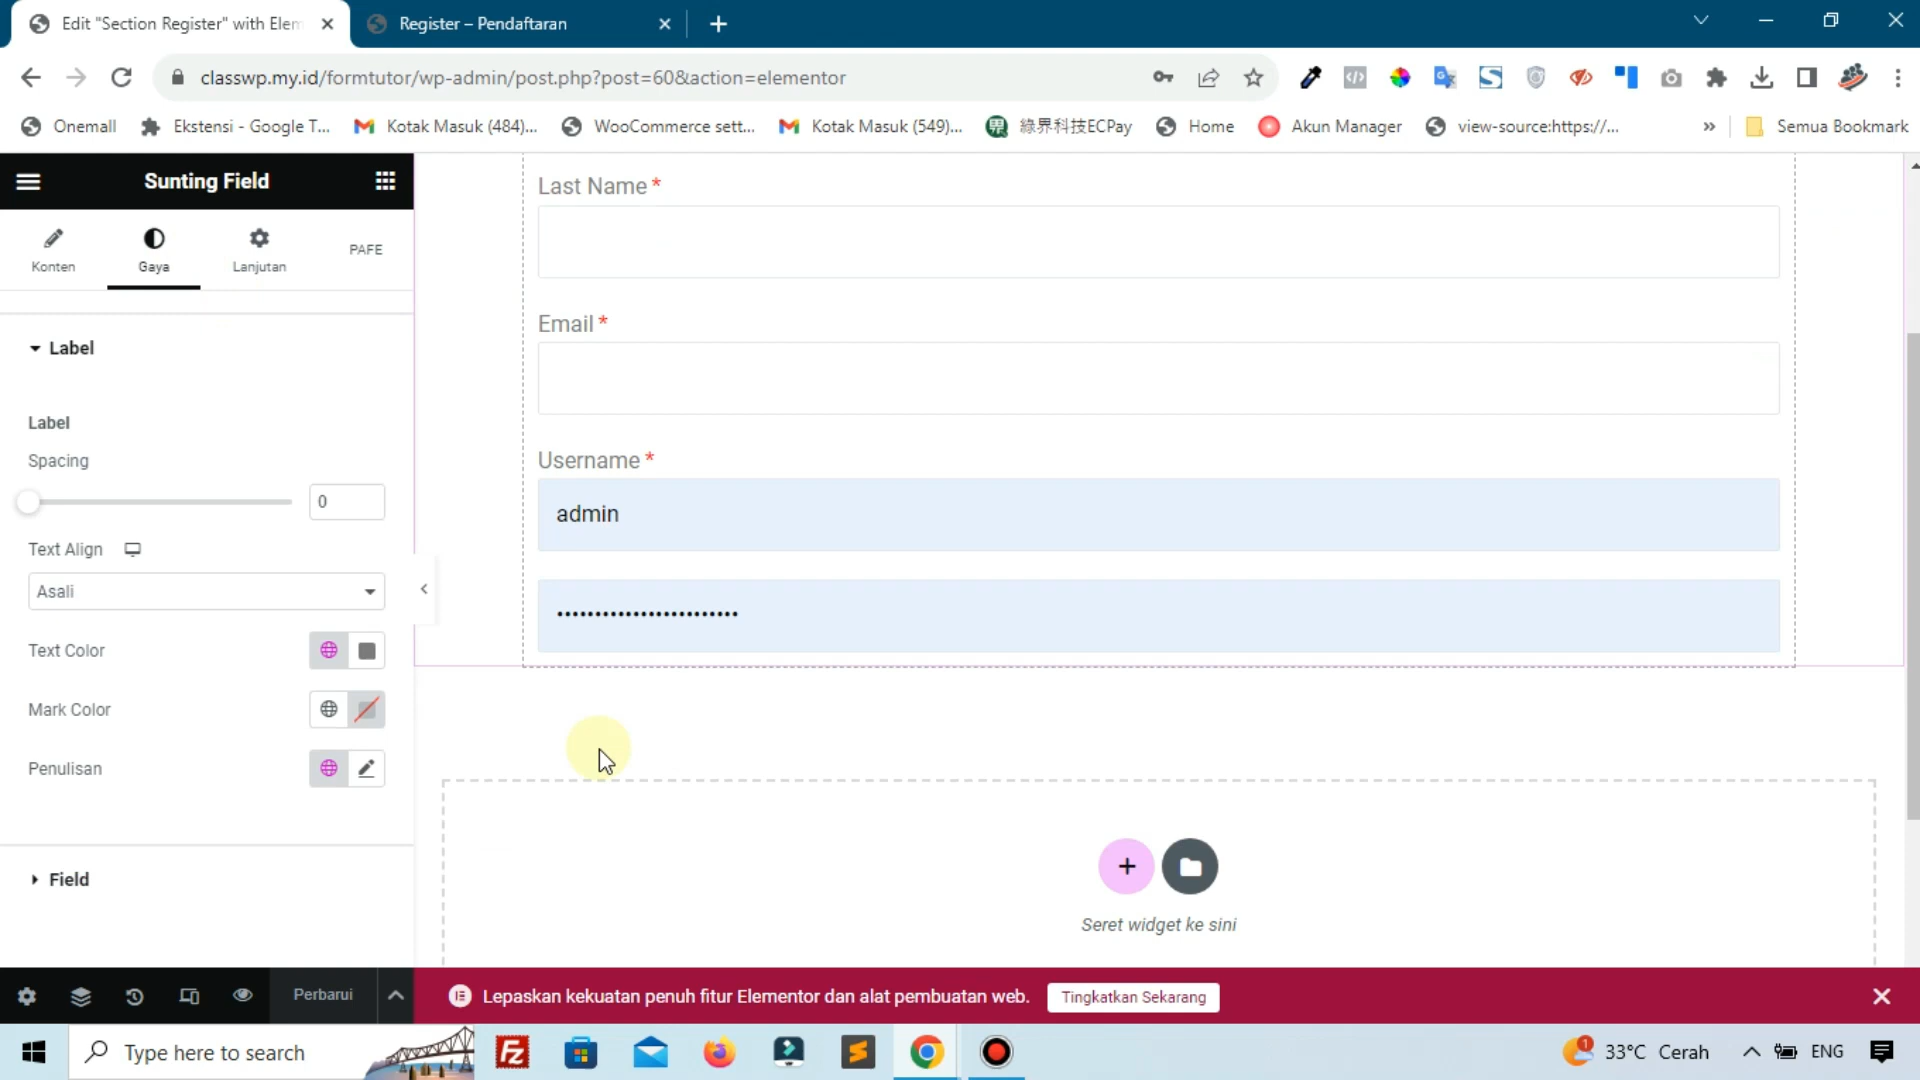 Edit "Section Register" with Elem
Register – Pendaftaran
classwp.my.id/formtutor/wp-admin/post.php?post=60&action=elementor
Onemall
Ekstensi - Google T...
Kotak Masuk (484)...
WooCommerce sett...
Kotak Masuk (549)...
綠界科技ECPay
Home
Akun Manager
view-source:https://...
»
Semua Bookmark
Sunting Field
Konten
Gaya
Lanjutan
PAFE
Label
Label
Spacing
0
Text Align
Asali
Text Color
Mark Color
Penulisan
Field
Perbarui
Last Name *
Email *
Username *
admin
••••••••••••••••••••••••
Seret widget ke sini
Lepaskan kekuatan penuh fitur Elementor dan alat pembuatan web.
Tingkatkan Sekarang
Type here to search
1
33°C Cerah
ENG